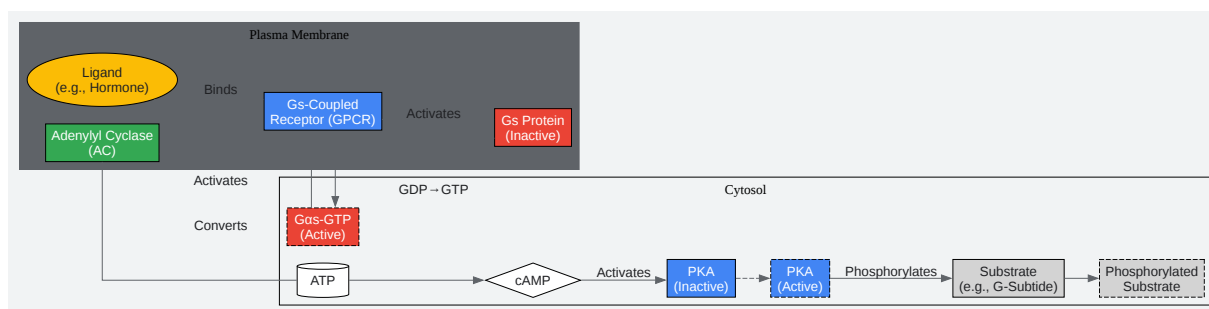 Plasma Membrane
Ligand
(e.g., Hormone)
Binds
Gs-Coupled
Receptor (GPCR)
Activates
Gs Protein
(Inactive)
Adenylyl Cyclase
(AC)
Activates
GDP→GTP
Cytosol
Converts
Gαs-GTP
(Active)
ATP
cAMP
Activates
PKA
(Inactive)
PKA
(Active)
Phosphorylates
Substrate
(e.g., G-Subtide)
Phosphorylated
Substrate